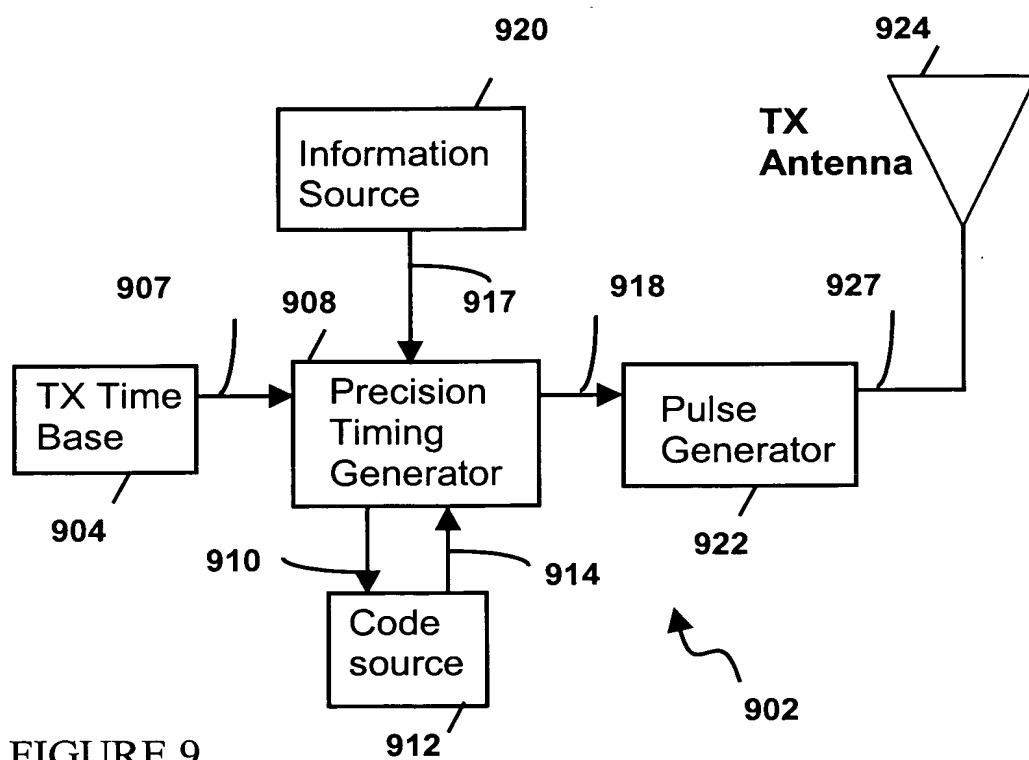 920
924
Information
Source
TX
Antenna
907
908
917
918
927
TX Time
Base
Precision
Timing
Generator
Pulse
Generator
904
910
914
922
Code
source
902
912
FIGURE 9